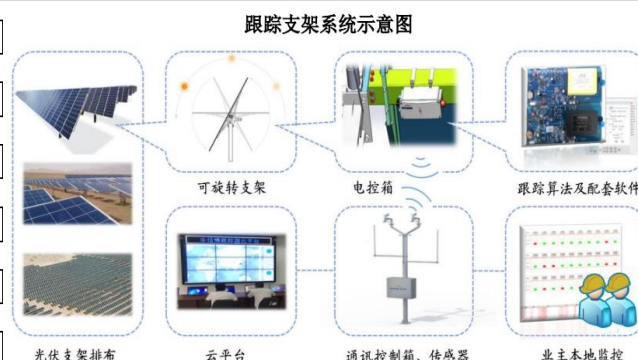 跟踪支架系统示意图
可旋转支架
电控箱
跟踪算法及配套软件
光伏支架排布
云平台
通讯控制箱、传感器
业主本地监控